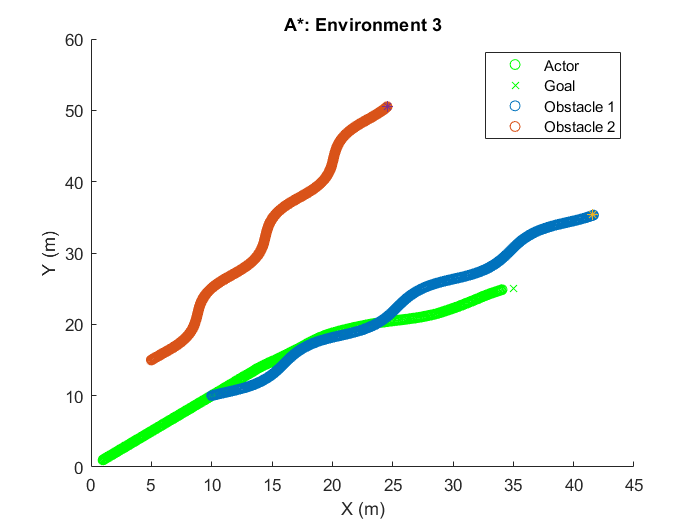 A*: Environment 3
Actor
Goal
Obstacle 1
Obstacle 2
60
50
40
30
20
10
0
Y (m)
0 5 10 15 20 25 30 35 40 45
X (m)